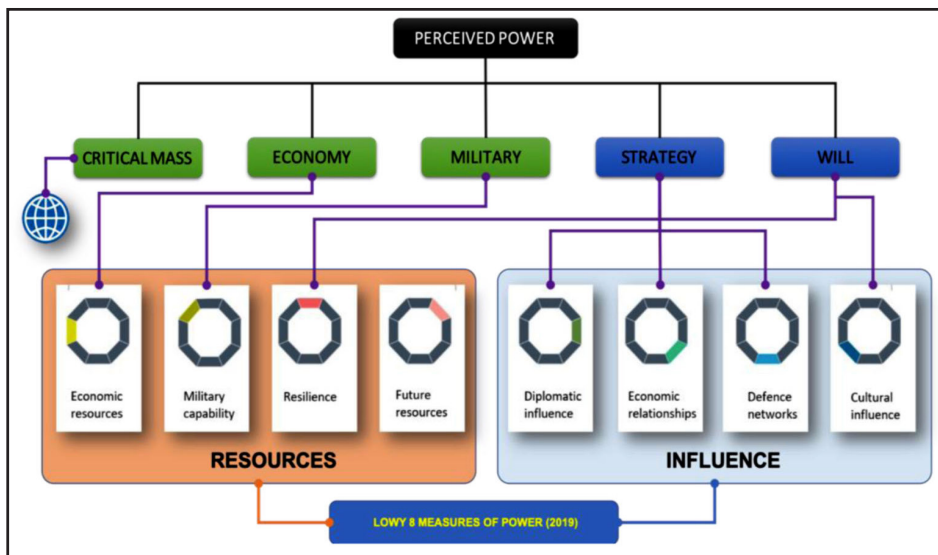 PERCEIVED POWER
CRITICAL MASS
ECONOMY
MILITARY
STRATEGY
WILL
Economic
resources
Military
capability
Resilience
Future
resources
RESOURCES
Diplomatic
influence
Economic
relationships
Defence
networks
Cultural
influence
INFLUENCE
LOWY 8 MEASURES OF POWER (2019)